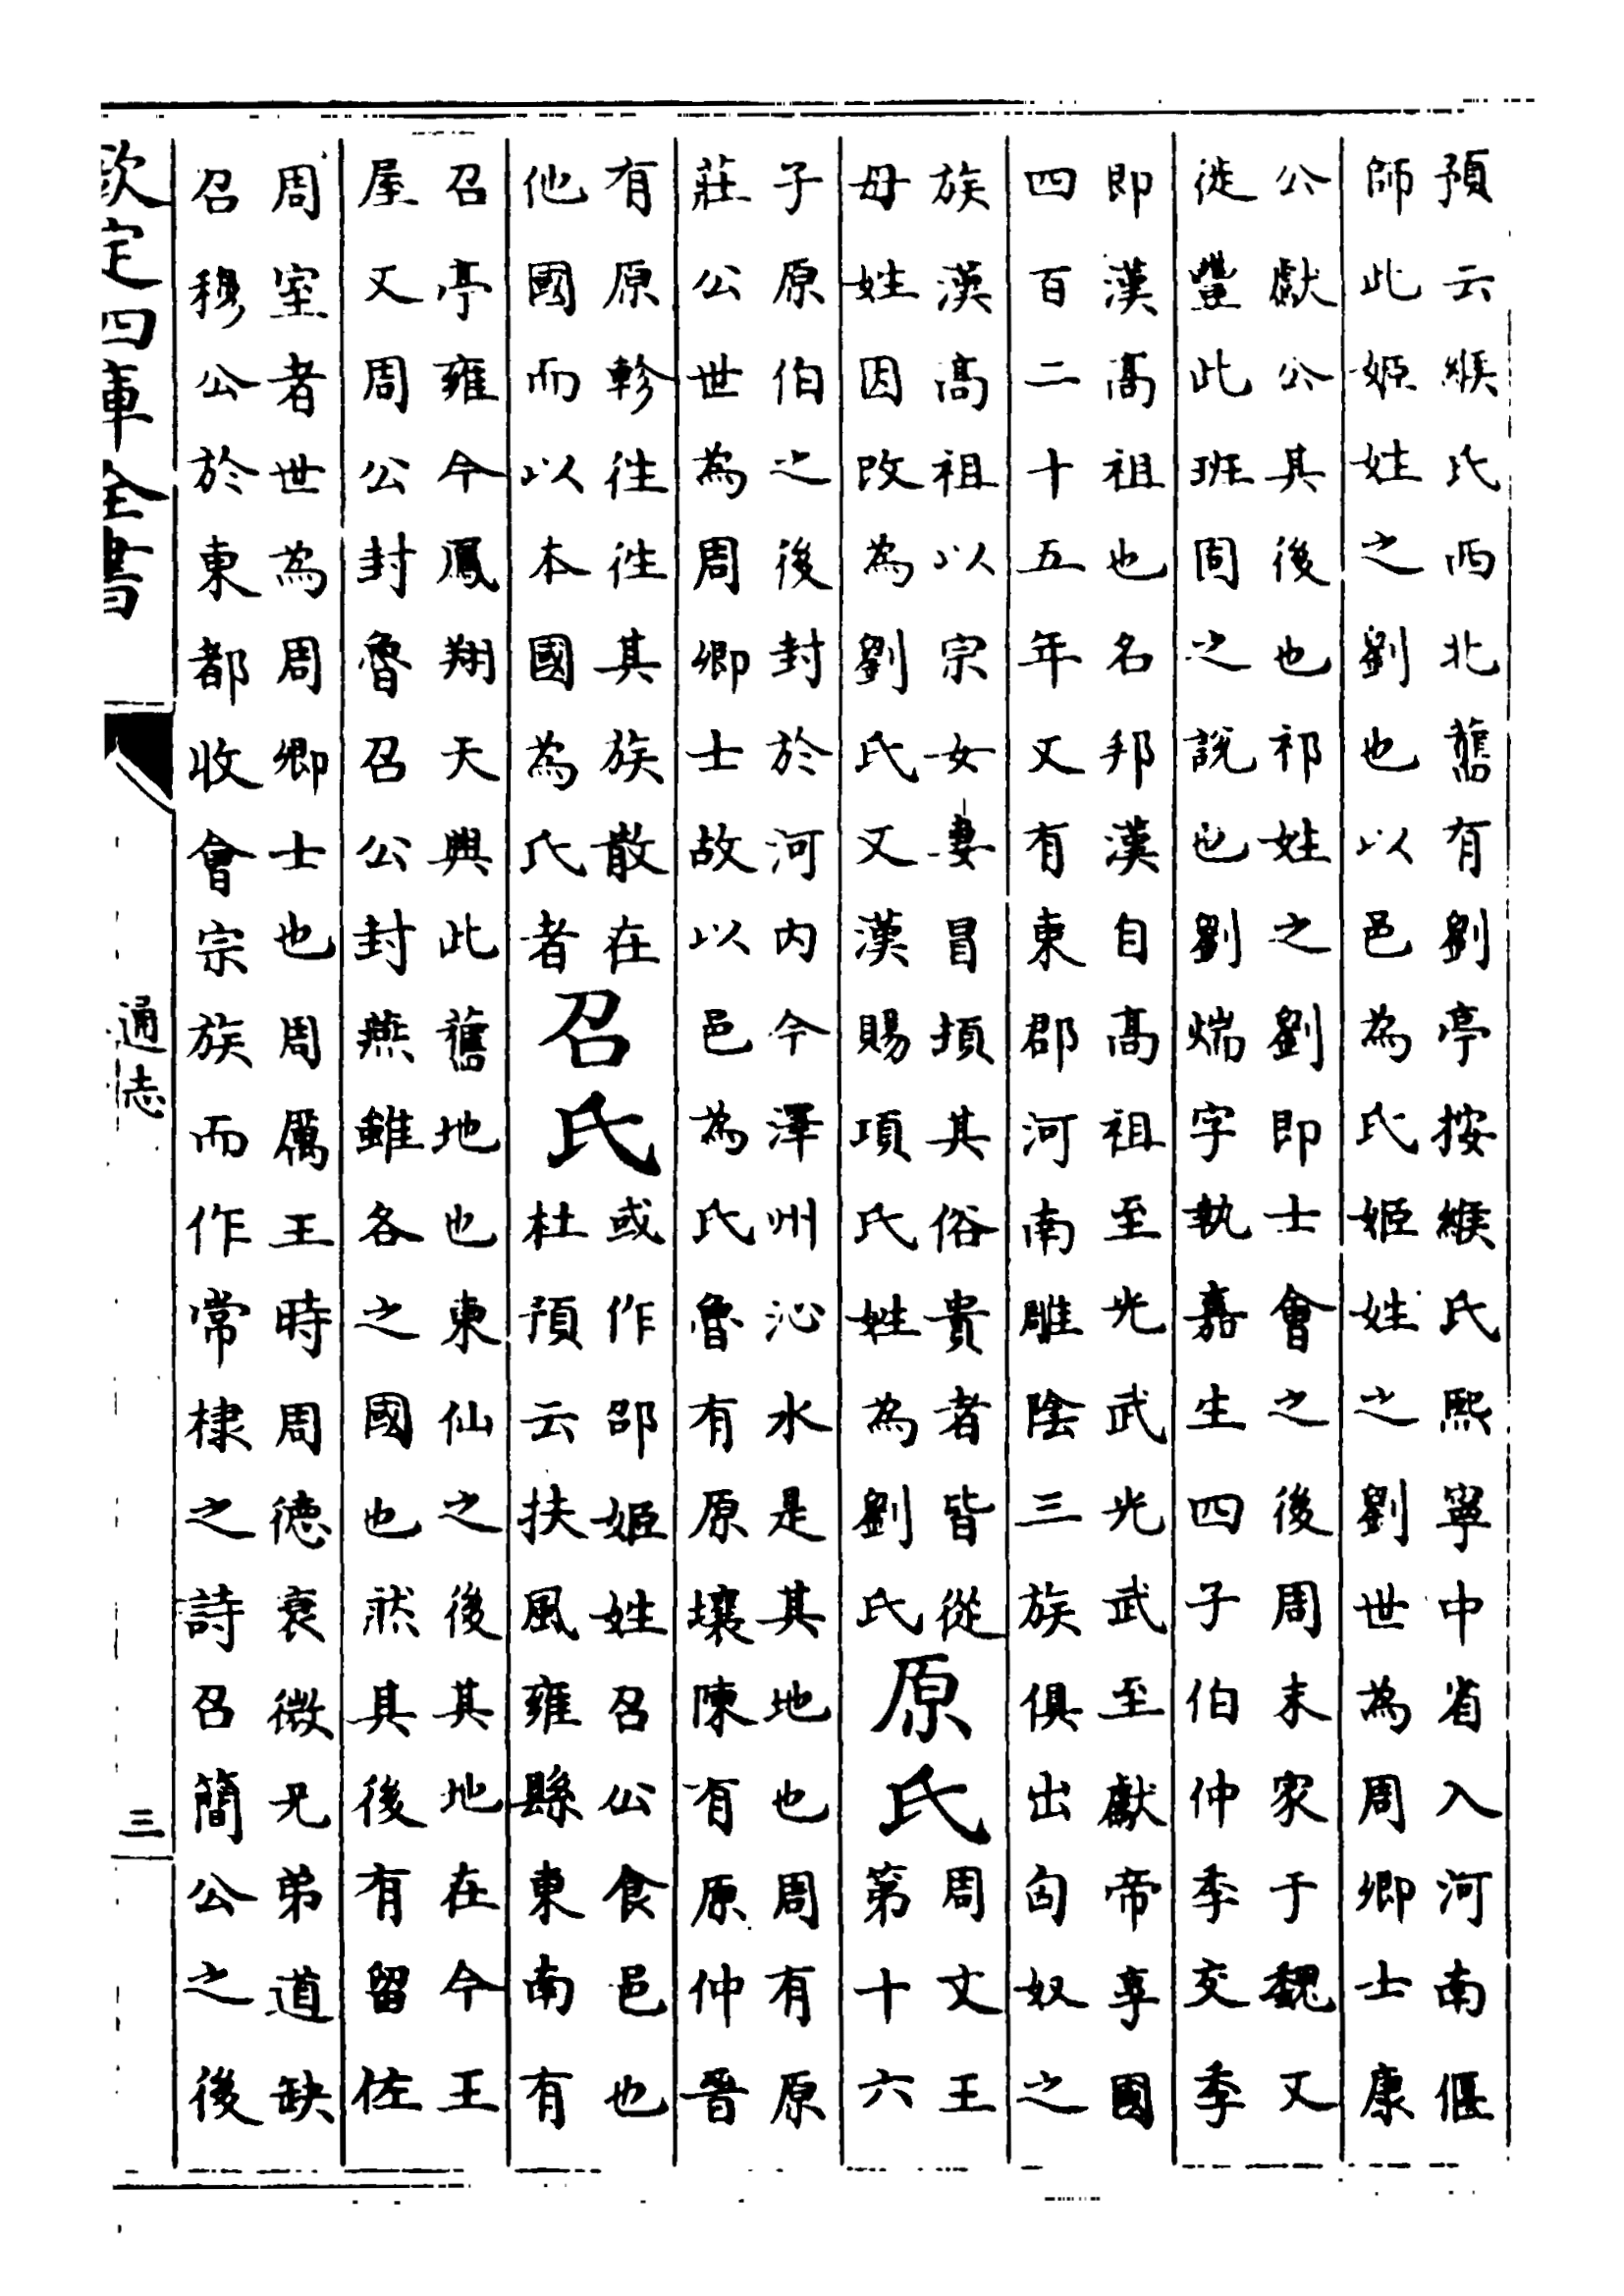 預云緱氏西北舊有劉亭按緱氏熙寧中省入河南偃
師此姬姓之劉也以邑為氏姬姓之劉世為周卿士康
公獻公其後也祁姓之劉即士會之後周末家于魏又
徙豐此班固之說也劉煓字執嘉生四子伯仲季交季
即漢髙祖也名邦漢自髙祖至光武光武至獻帝享國
四百二十五年又有東郡河南雕陰三族俱出匈奴之
族漢髙祖以宗女妻冒頓其俗貴者皆從
母姓因改為劉氏又漢賜項氏姓為劉氏
原氏
周文王
第十六
子原伯之後封於河内今澤州沁水是其地也周有原
莊公世為周卿士故以邑為氏魯有原壤陳有原仲晉
有原軫往往其族散在
他國而以本國為氏者
召氏
或作邵姬姓召公食邑也
杜預云扶風雍縣東南有
召亭雍今鳳翔天興此舊地也東仙之後其地在今王
屋又周公封魯召公封燕雖各之國也然其後有留佐
周室者世為周卿士也周厲王時周德衰微兄弟道缺
召穆公於東都收會宗族而作常棣之詩召簡公之後
欽定四庫全書
通志
三